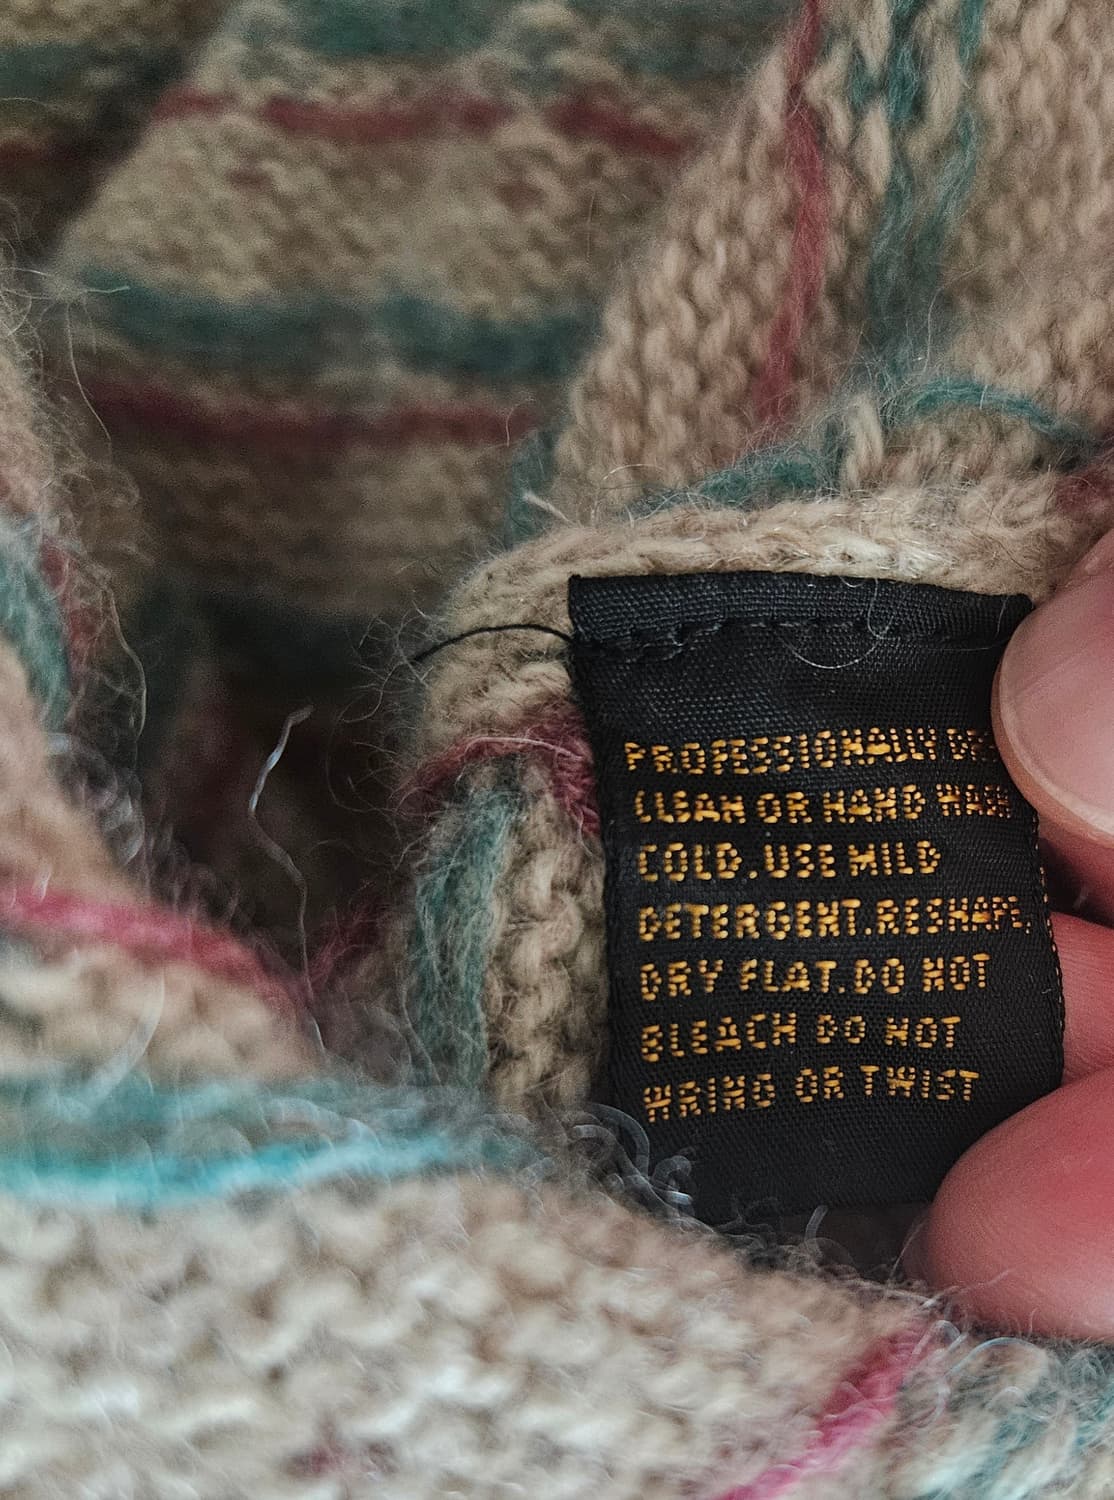 PROFESSIONALLY DR
CLEAN OR HAND WASH
COLD.USE MILD
DETERGENT.RESHAPE,
DRY FLAT.DO NOT
BLEACH DO NOT
WRING OR TWIST